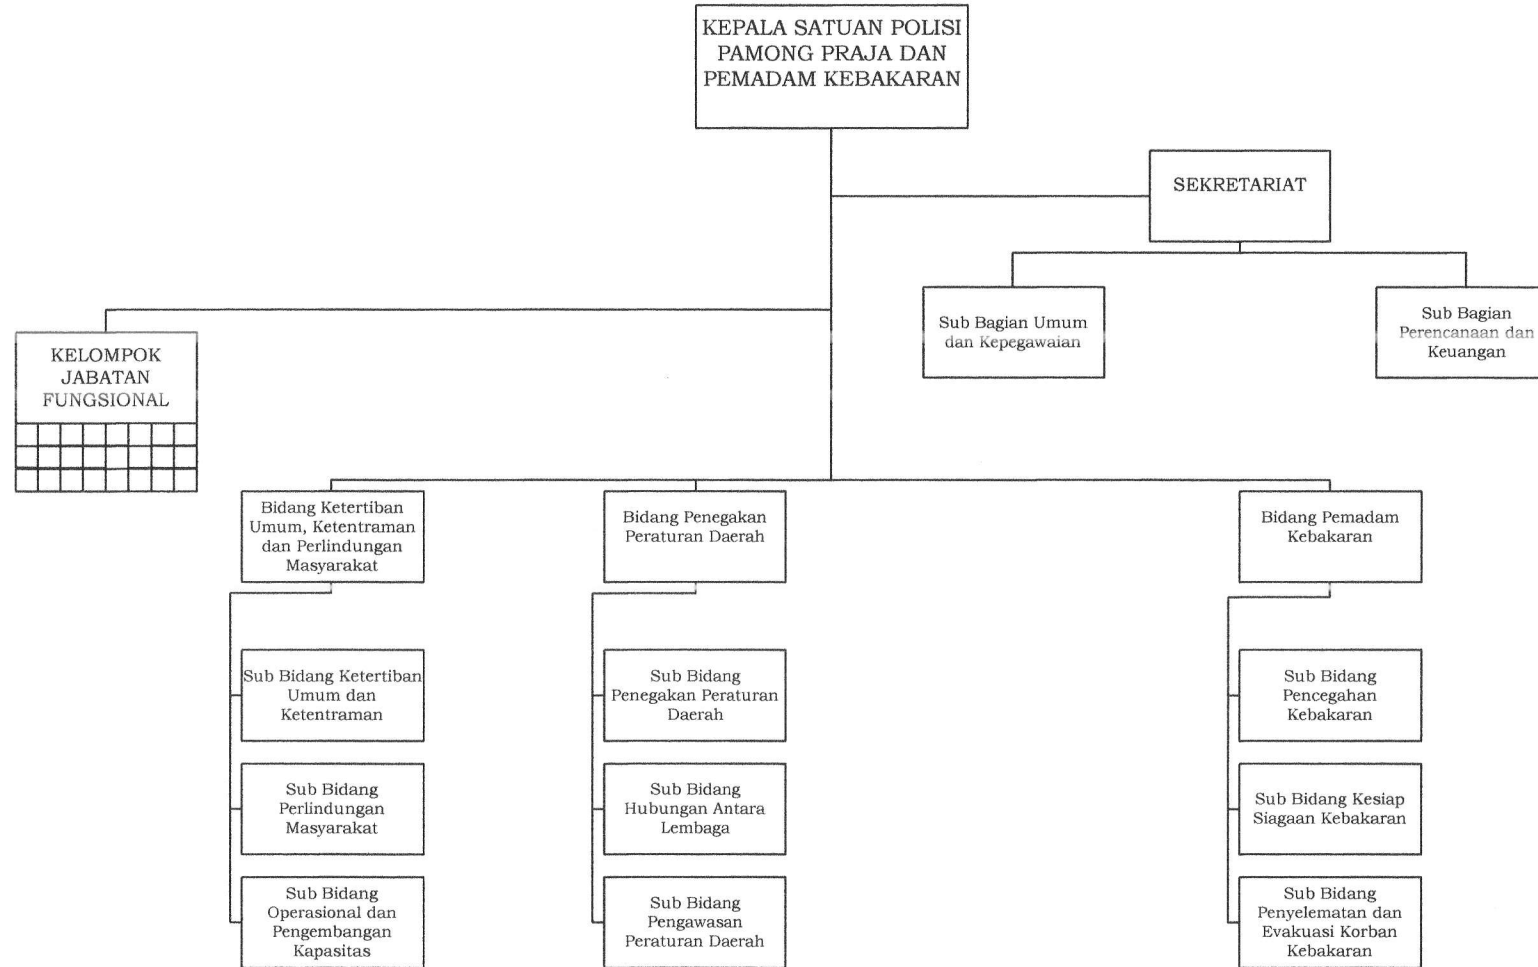 KEPALA SATUAN POLISI
PAMONG PRAJA DAN
PEMADAM KEBAKARAN
SEKRETARIAT
Sub Bagian Umum
dan Kepegawaian
Sub Bagian
Perencanaan dan
Keuangan
KELOMPOK
JABATAN
FUNGSIONAL
Bidang Ketertiban
Umum, Ketentraman
dan Perlindungan
Masyarakat
Bidang Penegakan
Peraturan Daerah
Bidang Pemadam
Kebakaran
Sub Bidang Ketertiban
Umum dan
Ketentraman
Sub Bidang
Penegakan Peraturan
Daerah
Sub Bidang
Pencegahan
Kebakaran
Sub Bidang
Perlindungan
Masyarakat
Sub Bidang
Hubungan Antara
Lembaga
Sub Bidang Kesiap
Siagaan Kebakaran
Sub Bidang
Operasional dan
Pengembangan
Kapasitas
Sub Bidang
Pengawasan
Peraturan Daerah
Sub Bidang
Penyelematan dan
Evakuasi Korban
Kebakaran